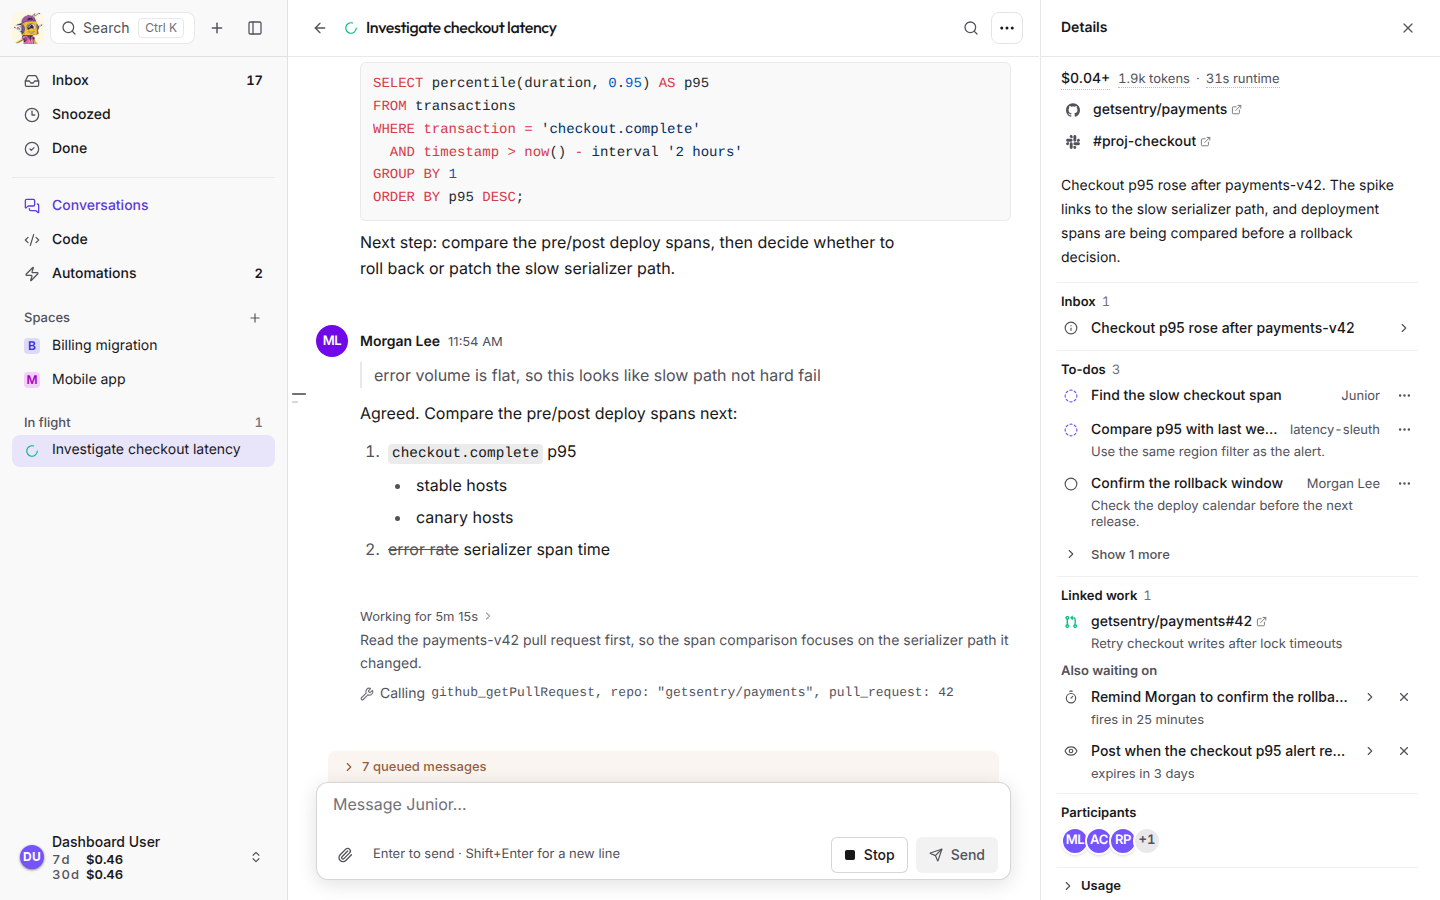 Search Ctrl K
Inbox 17
Snoozed
Done
Conversations
Code
Automations 2
Spaces
B Billing migration
M Mobile app
In flight 1
Investigate checkout latency
DU Dashboard User
7d $0.46
30d $0.46
Investigate checkout latency
SELECT percentile(duration, 0.95) AS p95
FROM transactions
WHERE transaction = 'checkout.complete'
AND timestamp > now() - interval '2 hours'
GROUP BY 1
ORDER BY p95 DESC;
Next step: compare the pre/post deploy spans, then decide whether to
roll back or patch the slow serializer path.
ML Morgan Lee 11:54 AM
error volume is flat, so this looks like slow path not hard fail
Agreed. Compare the pre/post deploy spans next:
1. checkout.complete p95
• stable hosts
• canary hosts
2. error rate serializer span time
Working for 5m 15s
Read the payments-v42 pull request first, so the span comparison focuses on the serializer path it
changed.
Calling github_getPullRequest, repo: "getsentry/payments", pull_request: 42
7 queued messages
Message Junior...
Enter to send · Shift+Enter for a new line
Stop
Send
Details
$0.04+ 1.9k tokens · 31s runtime
getsentry/payments
#proj-checkout
Checkout p95 rose after payments-v42. The spike
links to the slow serializer path, and deployment
spans are being compared before a rollback
decision.
Inbox 1
Checkout p95 rose after payments-v42
To-dos 3
Find the slow checkout span Junior
Compare p95 with last we... latency-sleuth
Use the same region filter as the alert.
Confirm the rollback window Morgan Lee
Check the deploy calendar before the next
release.
Show 1 more
Linked work 1
getsentry/payments#42
Retry checkout writes after lock timeouts
Also waiting on
Remind Morgan to confirm the rollba...
fires in 25 minutes
Post when the checkout p95 alert re...
expires in 3 days
Participants
ML AC RP +1
Usage